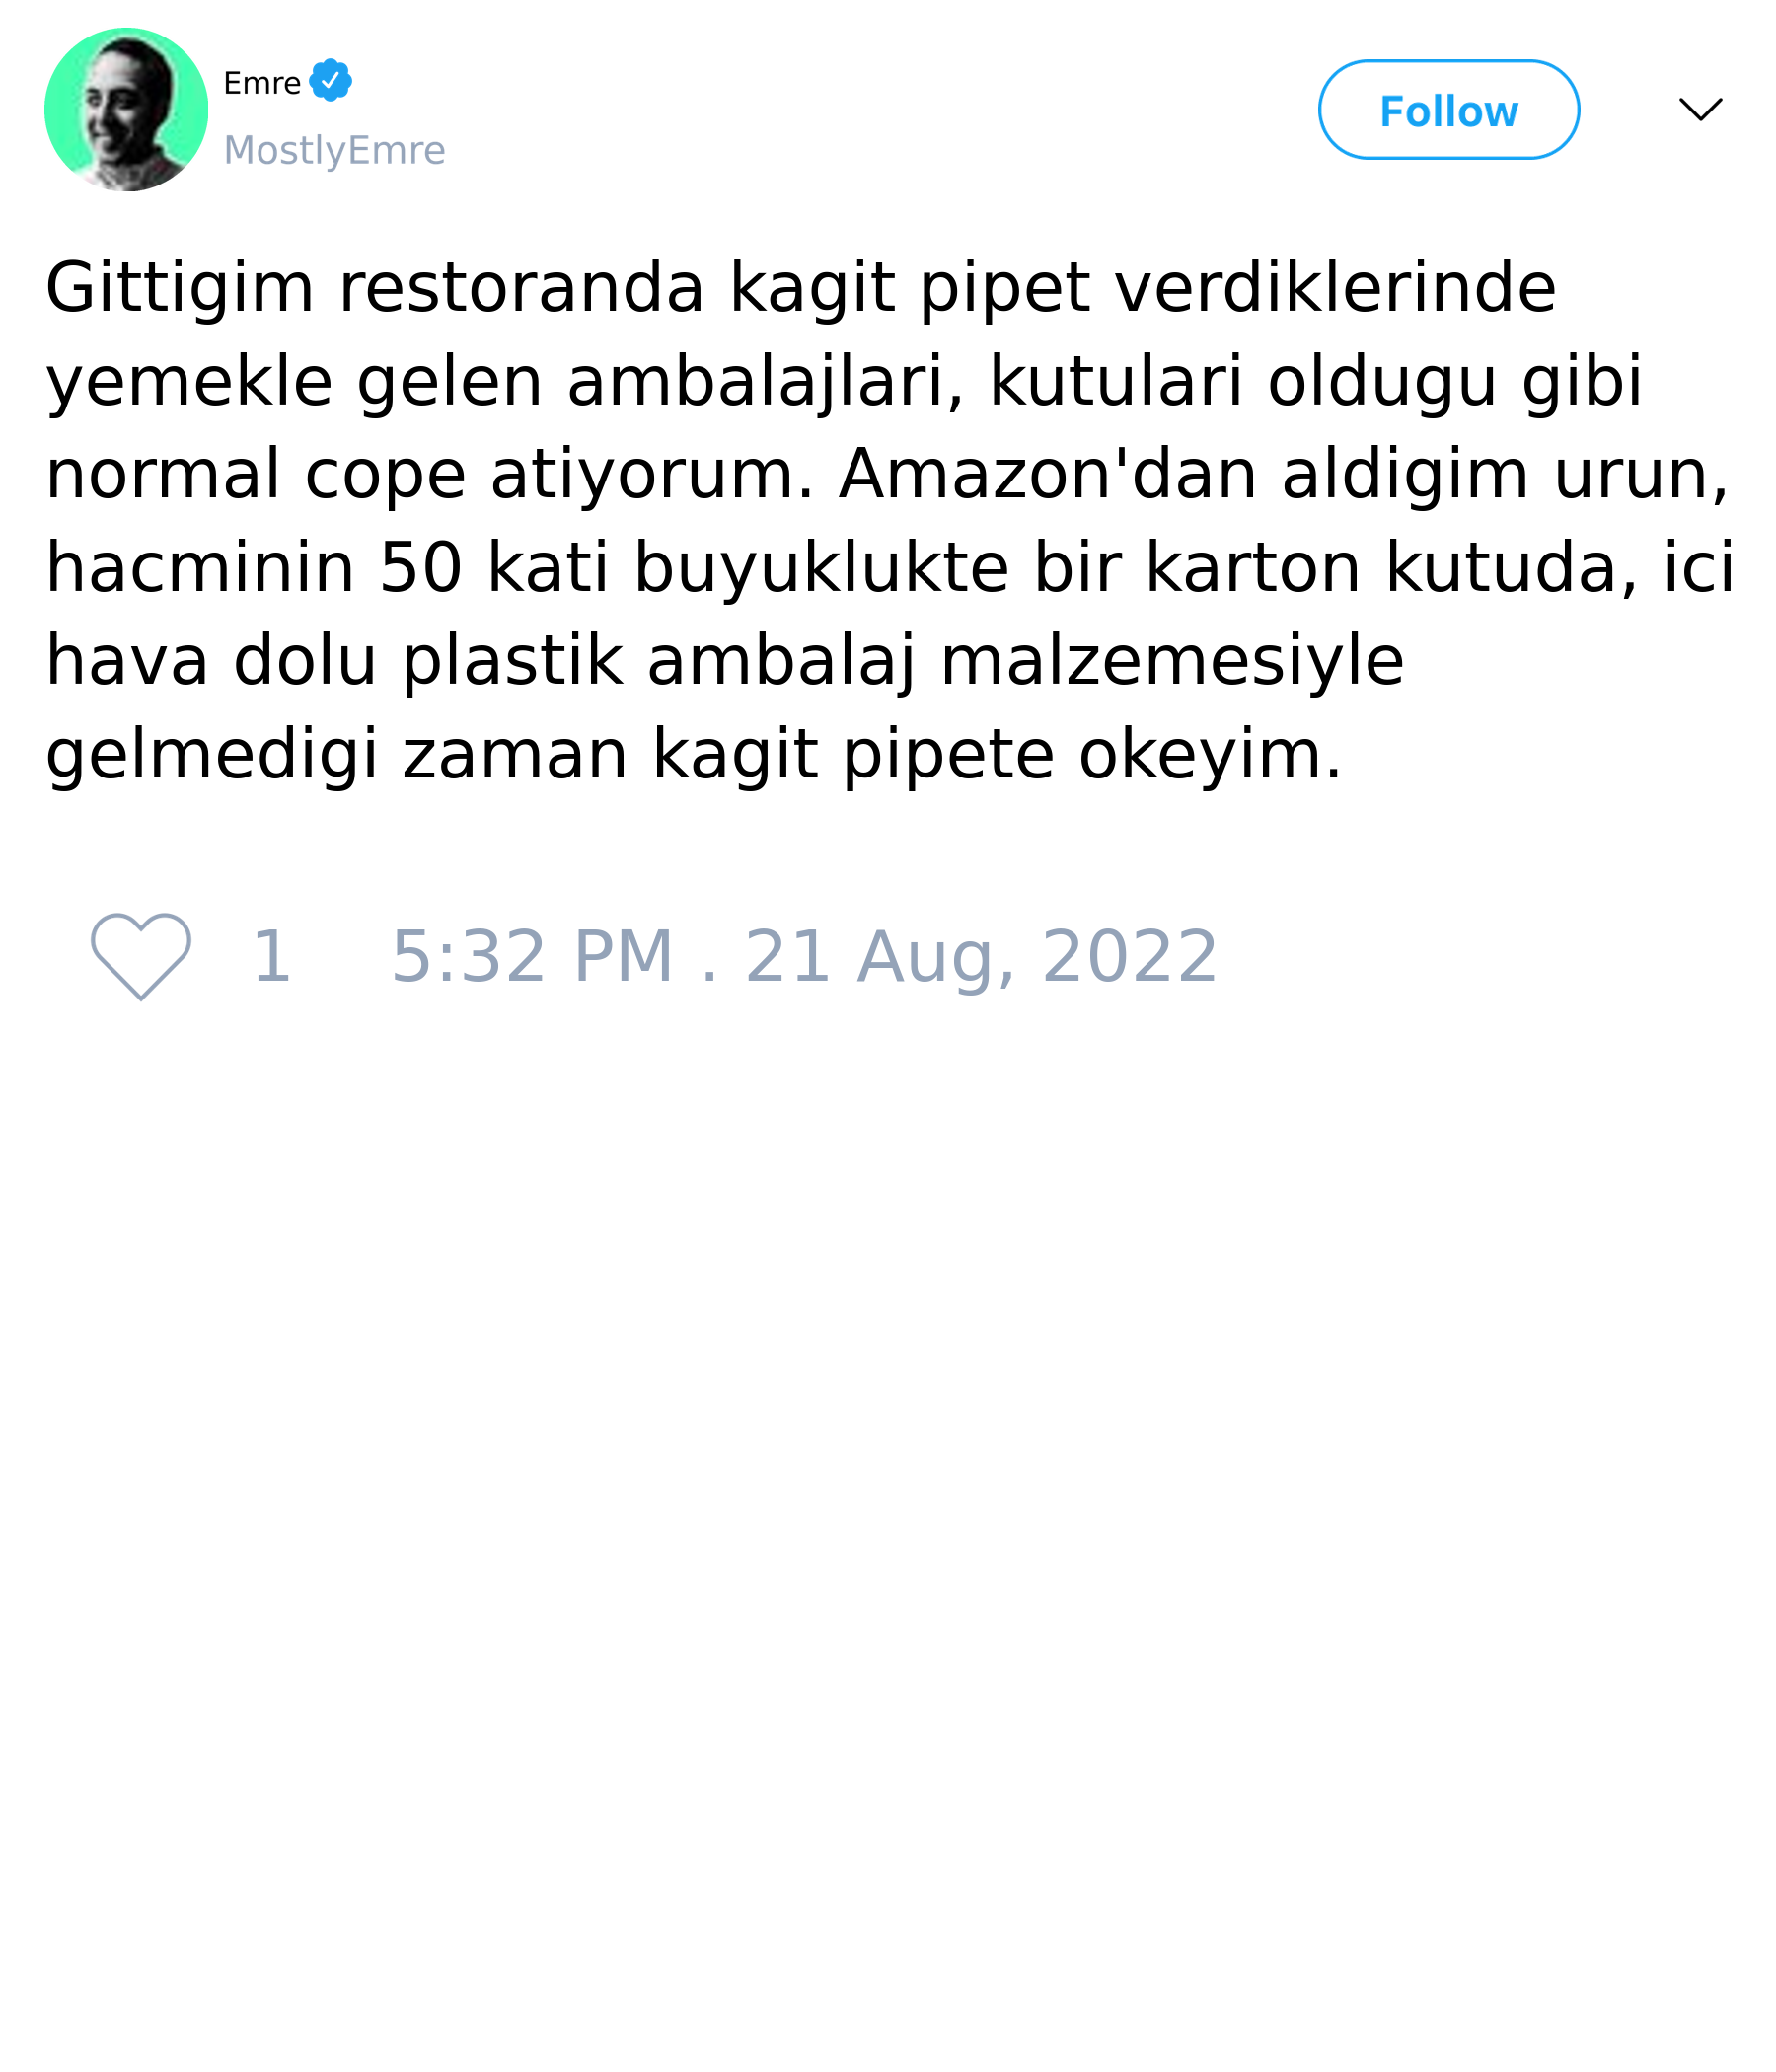 Emre
MostlyEmre
Follow
Gittigim restoranda kagit pipet verdiklerinde
yemekle gelen ambalajlari, kutulari oldugu gibi
normal cope atiyorum. Amazon'dan aldigim urun,
hacminin 50 kati buyuklukte bir karton kutuda, ici
hava dolu plastik ambalaj malzemesiyle
gelmedigi zaman kagit pipete okeyim.
1 5:32 PM . 21 Aug, 2022